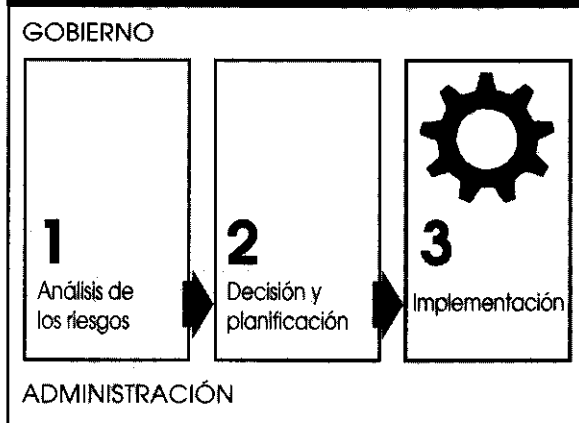 GOBIERNO
1
Análisis de
los riesgos
2
Decisión y
planificación
3
Implementación
ADMINISTRACIÓN